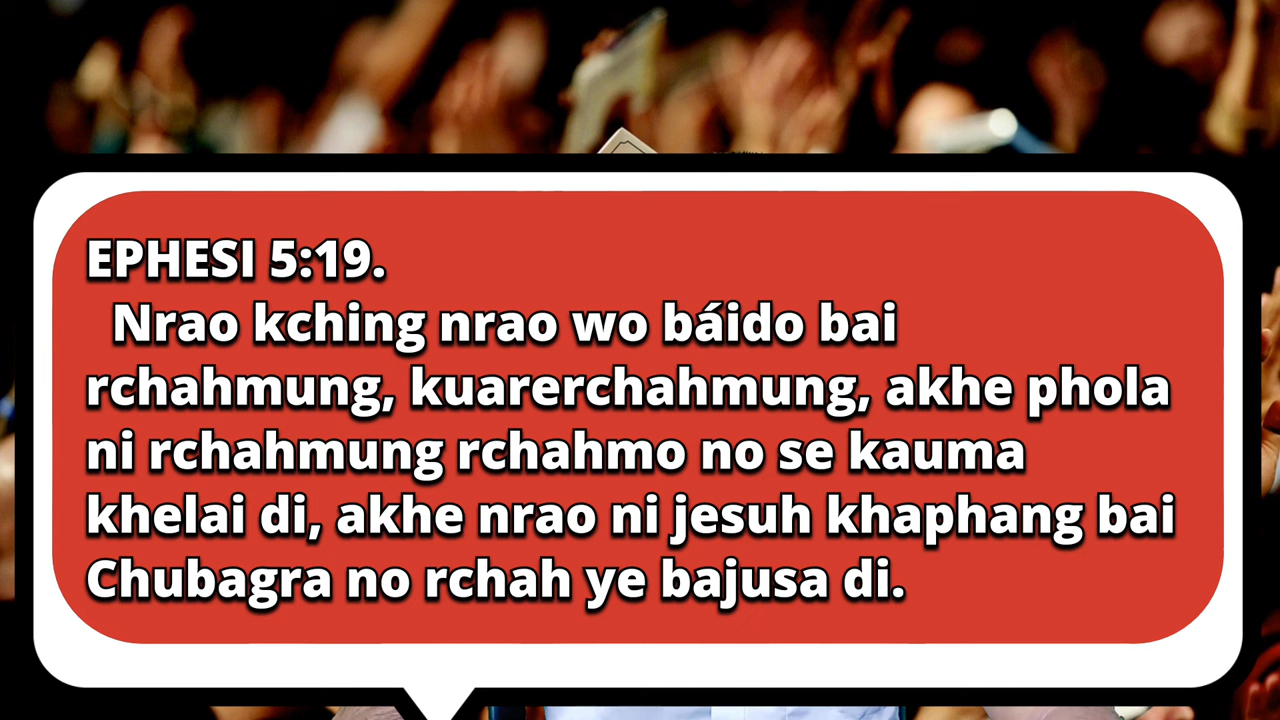 EPHESI 5:19.
Nrao kching nrao wo báido bai
rchahmung, kuarerchahmung, akhe phola
ni rchahmung rchahmo no se kauma
khelai di, akhe nrao ni jesuh khaphang bai
Chubagra no rchah ye bajusa di.